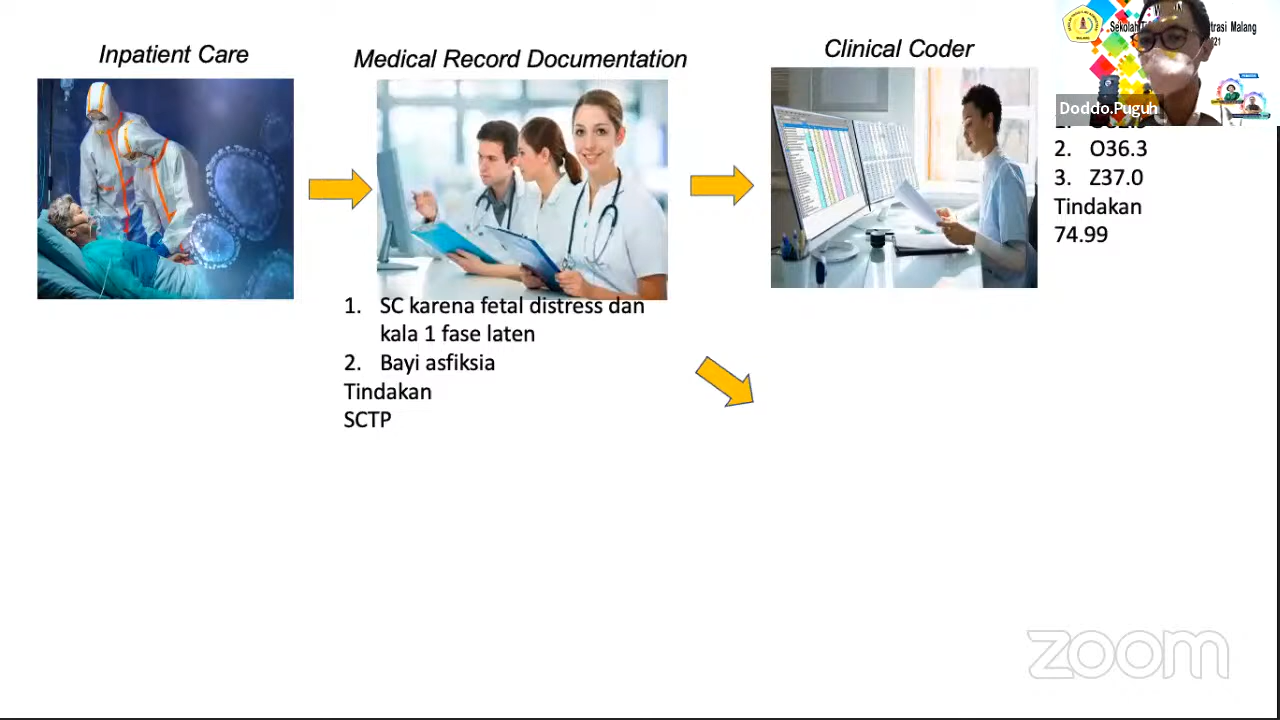 Inpatient Care
Medical Record Documentation
Clinical Coder
Doddo.Puguh
MALANG
2. O36.3
3. Z37.0
Tindakan
74.99
1. SC karena fetal distress dan
kala 1 fase laten
2. Bayi asfiksia
Tindakan
SCTP
zoom